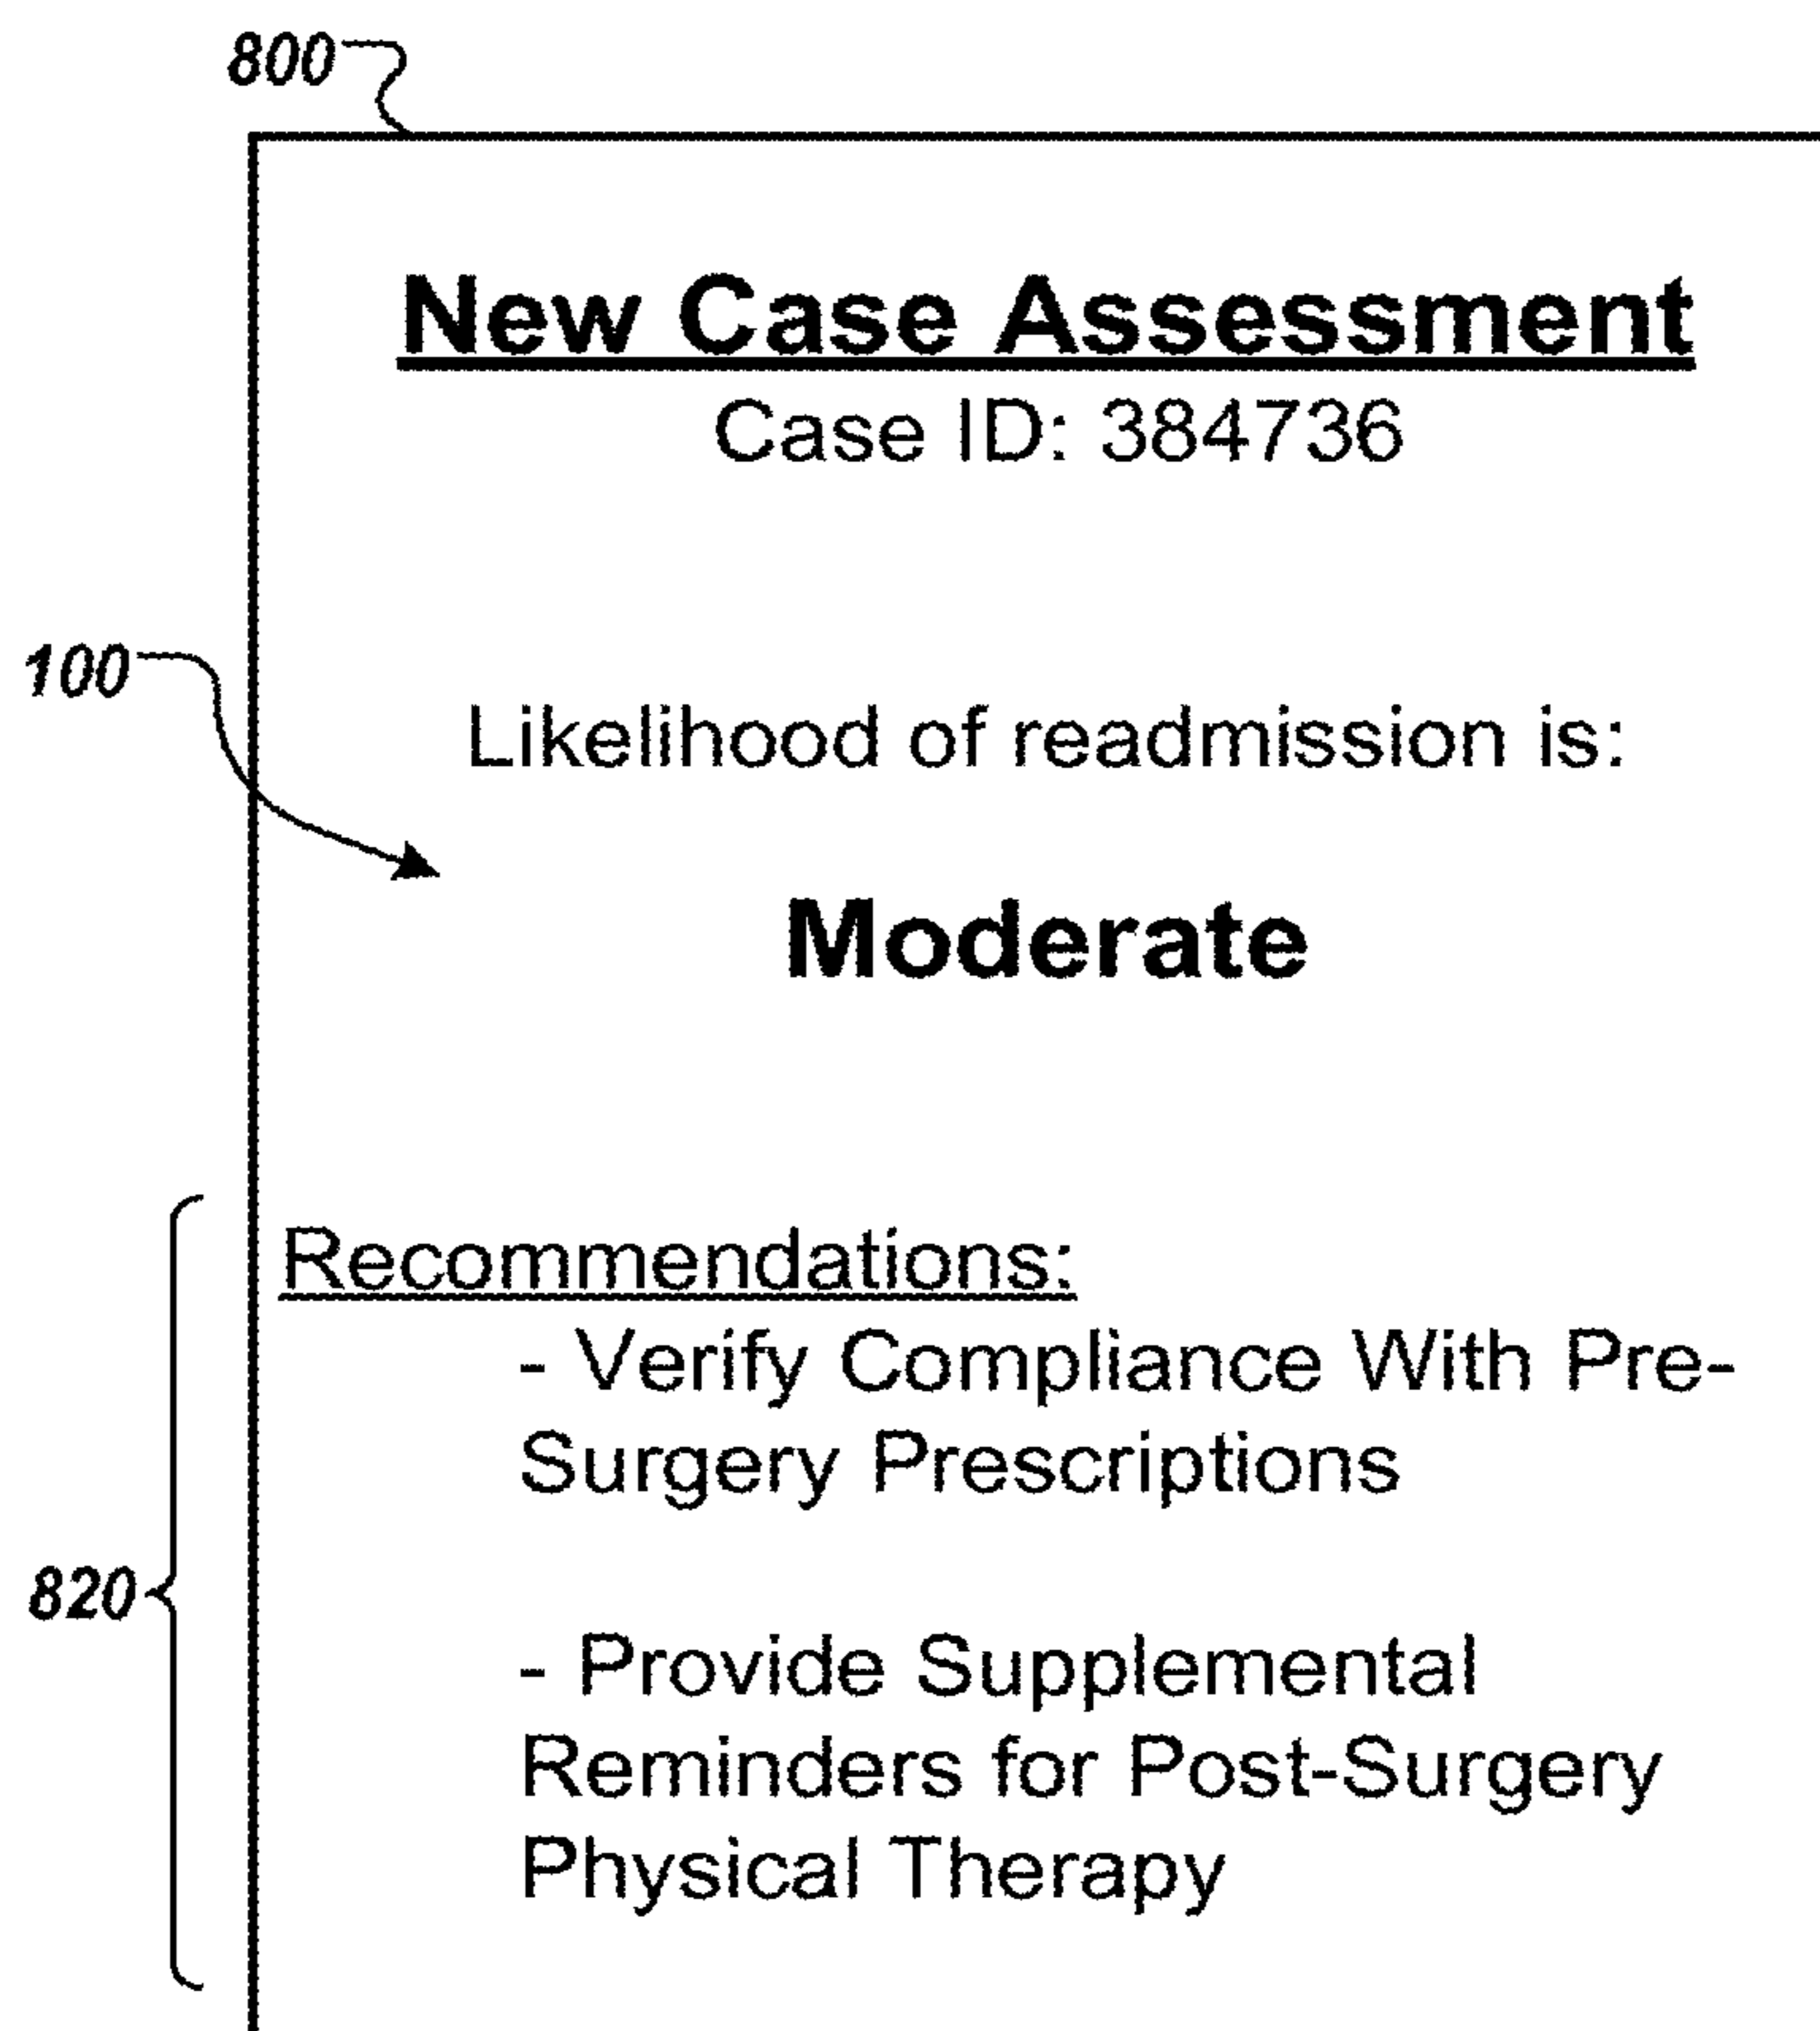 800
New Case Assessment
Case ID: 384736
100
Likelihood of readmission is:
Moderate
Recommendations:
- Verify Compliance With Pre-
Surgery Prescriptions
820
- Provide Supplemental
Reminders for Post-Surgery
Physical Therapy